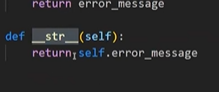 return error_message
def __str__(self):
return self.error_message